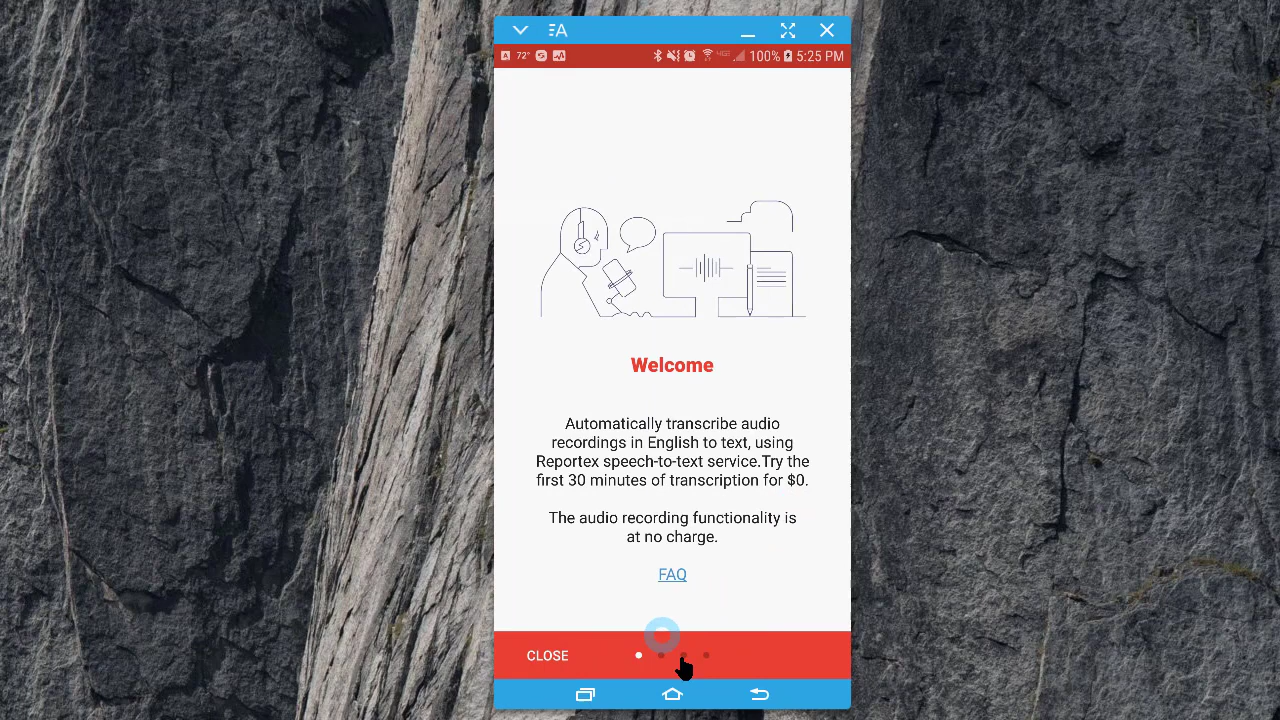 A
72°
100% 5:25 PM
Welcome
Automatically transcribe audio
recordings in English to text, using
Reportex speech-to-text service.Try the
first 30 minutes of transcription for $0.
The audio recording functionality is
at no charge.
FAQ
CLOSE